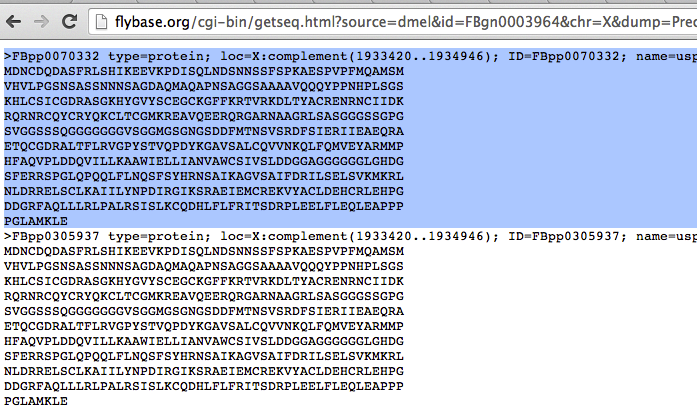 flybase.org/cgi-bin/getseq.html?source=dmel&id=FBgn0003964&chr=X&dump=Prec
>FBpp0070332 type=protein; loc=X:complement(1933420..1934946); ID=FBpp0070332; name=usp
MDNCDQDASFRLSHIKEEVKPDISQLNDSNNSSFSPKAESPVPFMQAMSM
VHVLPGSNSASSNNNSAGDAQMAQAPNSAGGSAAAAVQQQYPPNHPLSGS
KHLCSICGDRASGKHYGVYSCEGCKGFFKRTVRKDLTYACRENRNCIIDK
RQRNRCQYCRYQKCLTCGMKREAVQEERQRGARNAAGRLSASGGGSSGPG
SVGGSSSQGGGGGGGVSGGMGSGNGSDDFMTNSVSRDFSIERIIEAEQRA
ETQCGDRALTFLRVGPYSTVQPDYKGAVSALCQVVNKQLFQMVEYARMMP
HFAQVPLDDQVILLKAAWIELLIANVAWCSIVSLDDGGAGGGGGGLGHDG
SFERRSPGLQPQQLFLNQSFSYHRNSAIKAGVSAIFDRILSELSVKMKRL
NLDRRELSCLKAIILYNPDIRGIKSRAEIEMCREKVYACLDEHCRLEHPG
DDGRFAQLLLRLPALRSISLKCQDHLFLFRITSDRPLEELFLEQLEAPPP
PGLAMKLE
>FBpp0305937 type=protein; loc=X:complement(1933420..1934946); ID=FBpp0305937; name=usp
MDNCDQDASFRLSHIKEEVKPDISQLNDSNNSSFSPKAESPVPFMQAMSM
VHVLPGSNSASSNNNSAGDAQMAQAPNSAGGSAAAAVQQQYPPNHPLSGS
KHLCSICGDRASGKHYGVYSCEGCKGFFKRTVRKDLTYACRENRNCIIDK
RQRNRCQYCRYQKCLTCGMKREAVQEERQRGARNAAGRLSASGGGSSGPG
SVGGSSSQGGGGGGGVSGGMGSGNGSDDFMTNSVSRDFSIERIIEAEQRA
ETQCGDRALTFLRVGPYSTVQPDYKGAVSALCQVVNKQLFQMVEYARMMP
HFAQVPLDDQVILLKAAWIELLIANVAWCSIVSLDDGGAGGGGGGLGHDG
SFERRSPGLQPQQLFLNQSFSYHRNSAIKAGVSAIFDRILSELSVKMKRL
NLDRRELSCLKAIILYNPDIRGIKSRAEIEMCREKVYACLDEHCRLEHPG
DDGRFAQLLLRLPALRSISLKCQDHLFLFRITSDRPLEELFLEQLEAPPP
PGLAMKLE